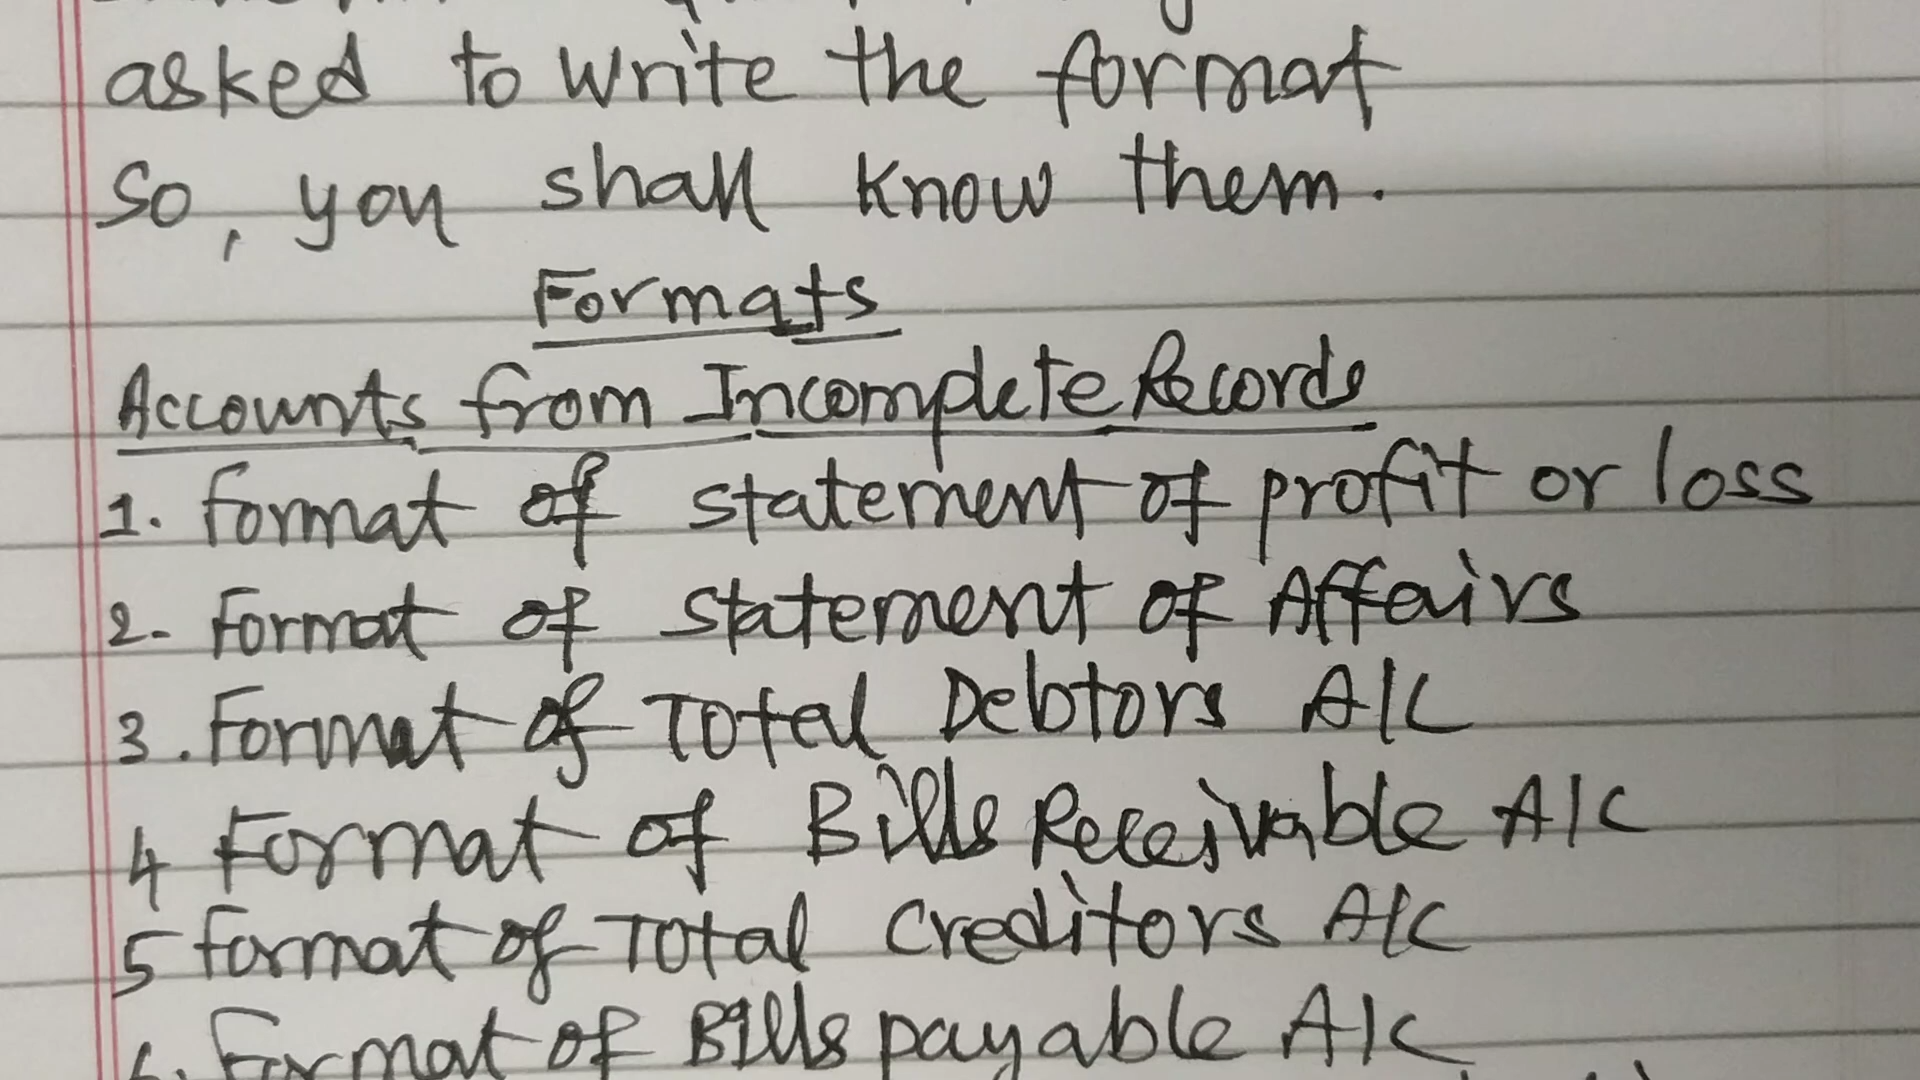 asked to write the format
so, you shall know them.
Formats
Accounts from Incomplete Records
1. Format of statement of profit or loss
2. Format of statement of Affairs
3. Format of Total Debtors A/C
4 Format of Bills Receivable A/C
5 Format of Total Creditors A/C
6. Format of Bills payable A/C